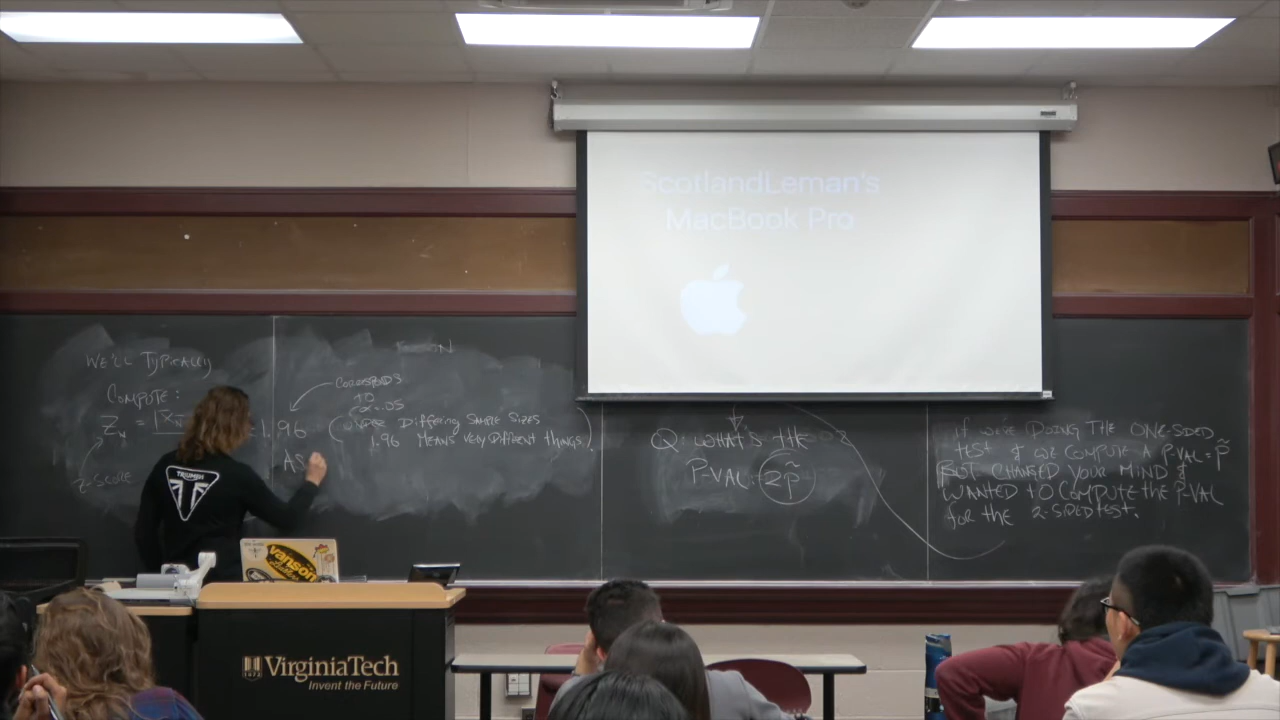 ScotlandLeman's
MacBook Pro
WE'LL TYPICALLY
COMPUTE:
Z
1.96
Z-SCORE
CORRESPONDS
TO
α=.05
DIFFERING SAMPLE SIZES
1.96 MEANS VERY DIFFERENT THINGS.)
AS
Q: WHAT'S THE
P-VAL: 2p̃
IF WE'RE DOING THE ONE-SIDED
TEST & WE COMPUTE A P-VAL = p̃
BUT CHANGED YOUR MIND &
WANTED TO COMPUTE THE P-VAL
FOR THE 2-SIDED TEST.
TRIUMPH
vanson
VirginiaTech
Invent the Future